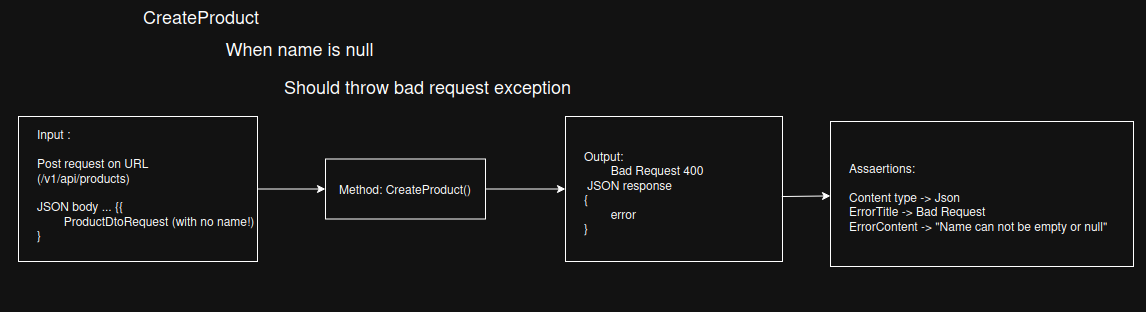 CreateProduct
When name is null
Should throw bad request exception
Input :
Post request on URL
(/v1/api/products)
JSON body ... {{
ProductDtoRequest (with no name!)
}
Method: CreateProduct()
Output:
Bad Request 400
JSON response
{
error
}
Assaertions:
Content type -> Json
ErrorTitle -> Bad Request
ErrorContent -> "Name can not be empty or null"